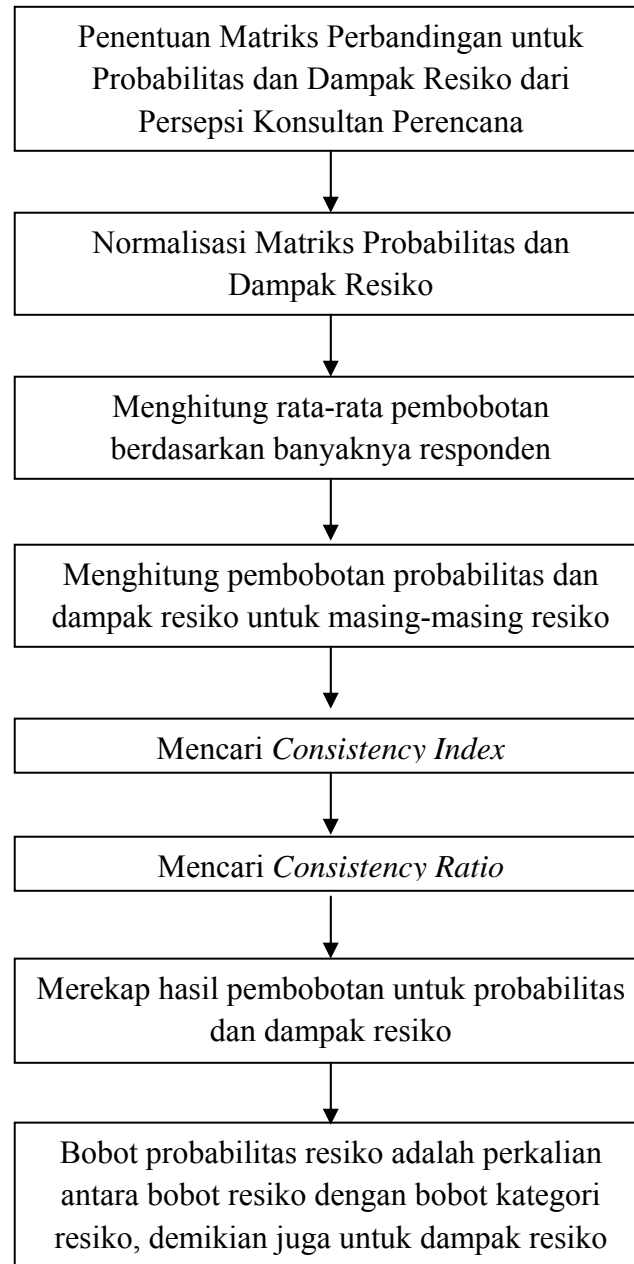 Penentuan Matriks Perbandingan untuk
Probabilitas dan Dampak Resiko dari
Persepsi Konsultan Perencana
Normalisasi Matriks Probabilitas dan
Dampak Resiko
Menghitung rata-rata pembobotan
berdasarkan banyaknya responden
Menghitung pembobotan probabilitas dan
dampak resiko untuk masing-masing resiko
Mencari Consistency Index
Mencari Consistency Ratio
Merekap hasil pembobotan untuk probabilitas
dan dampak resiko
Bobot probabilitas resiko adalah perkalian
antara bobot resiko dengan bobot kategori
resiko, demikian juga untuk dampak resiko